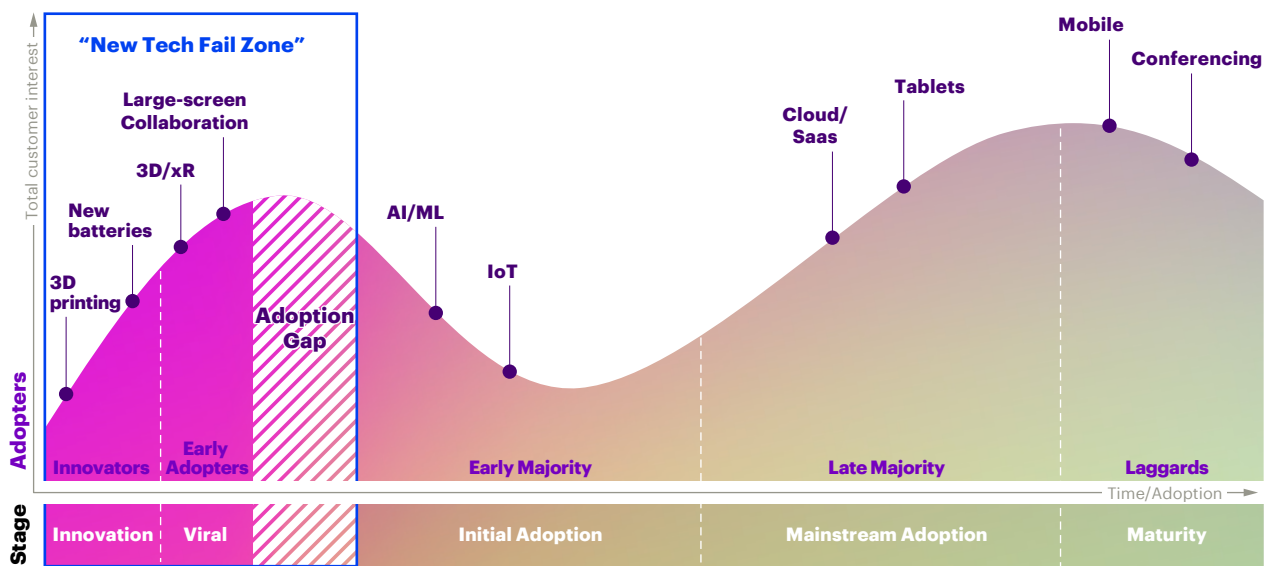 “New Tech Fail Zone”
Total customer interest
Large-screen
Collaboration
3D/xR
New
batteries
3D
printing
AI/ML
IoT
Cloud/
Saas
Tablets
Mobile
Conferencing
Adoption
Gap
Adopters
Innovators
Early
Adopters
Early Majority
Late Majority
Laggards
Time/Adoption
Stage
Innovation
Viral
Initial Adoption
Mainstream Adoption
Maturity